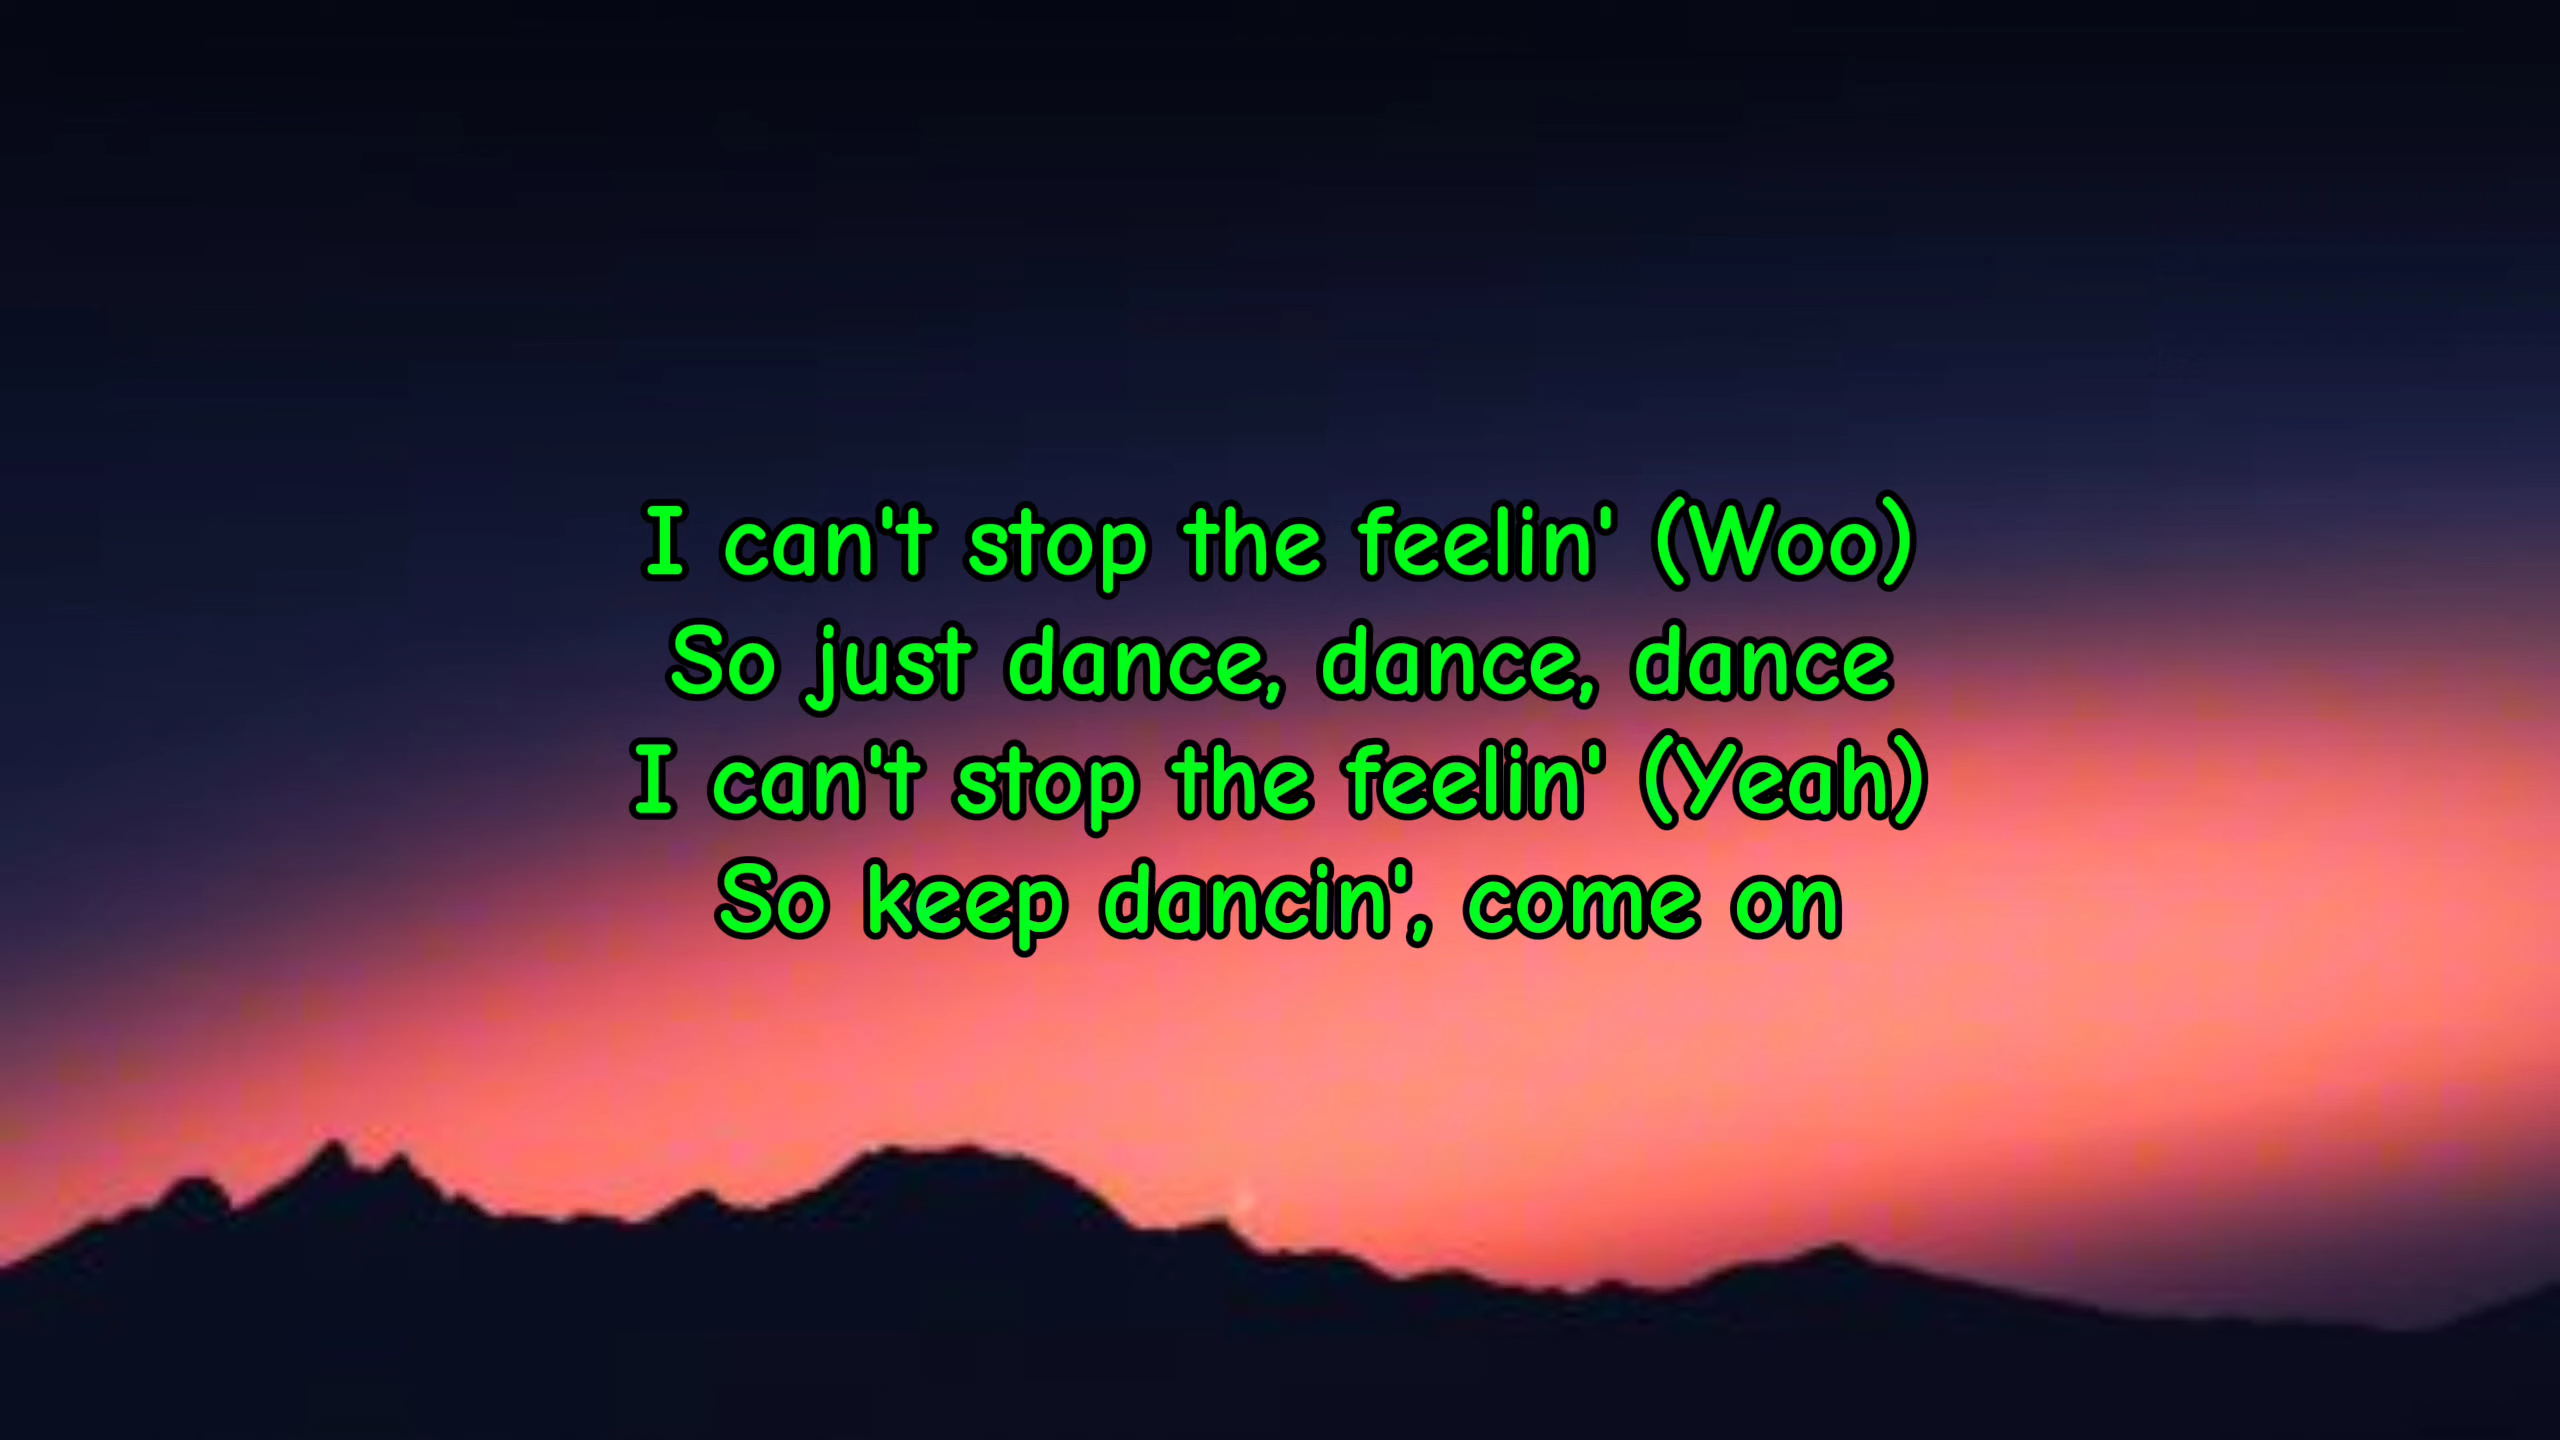 I can't stop the feelin' (Woo)
So just dance, dance, dance
I can't stop the feelin' (Yeah)
So keep dancin', come on